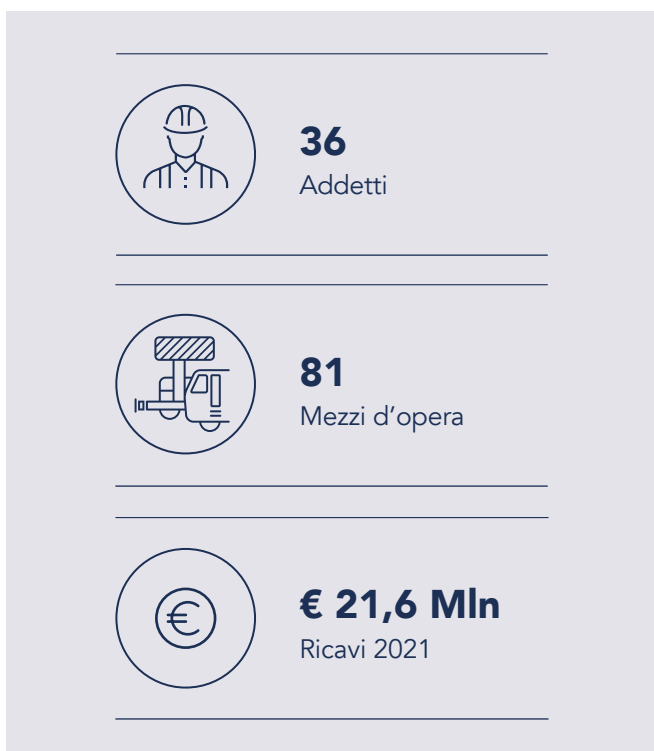 36
Addetti
81
Mezzi d’opera
€ 21,6 Mln
Ricavi 2021